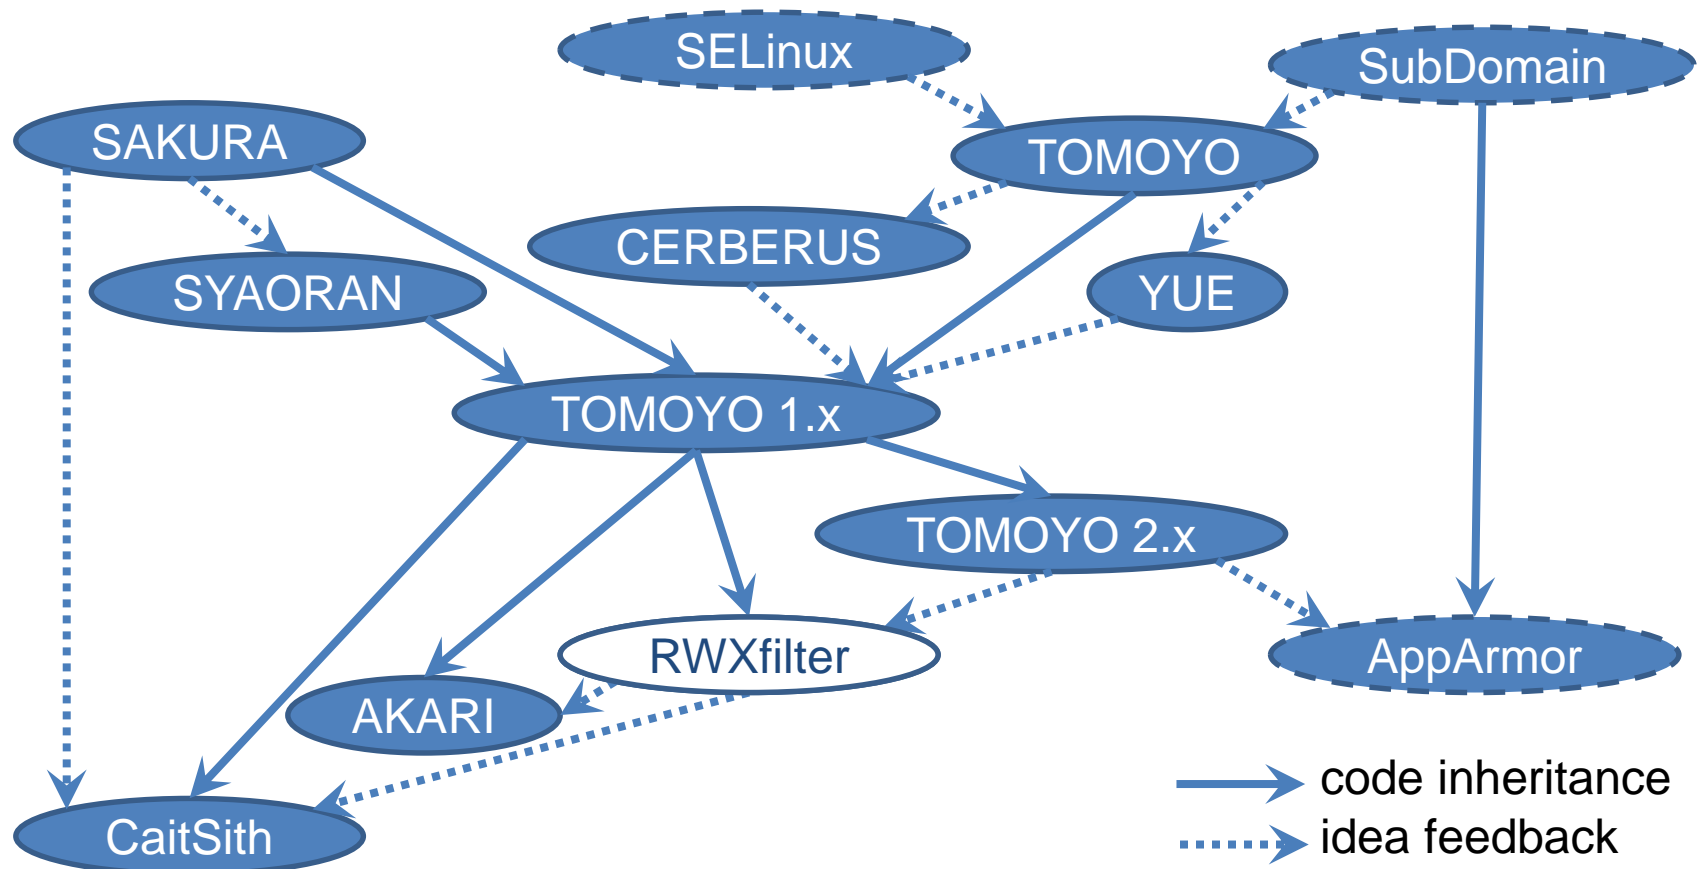 SELinux
SubDomain
SAKURA
TOMOYO
CERBERUS
SYAORAN
YUE
TOMOYO 1.x
TOMOYO 2.x
RWXfilter
AppArmor
AKARI
code inheritance
CaitSith
idea feedback